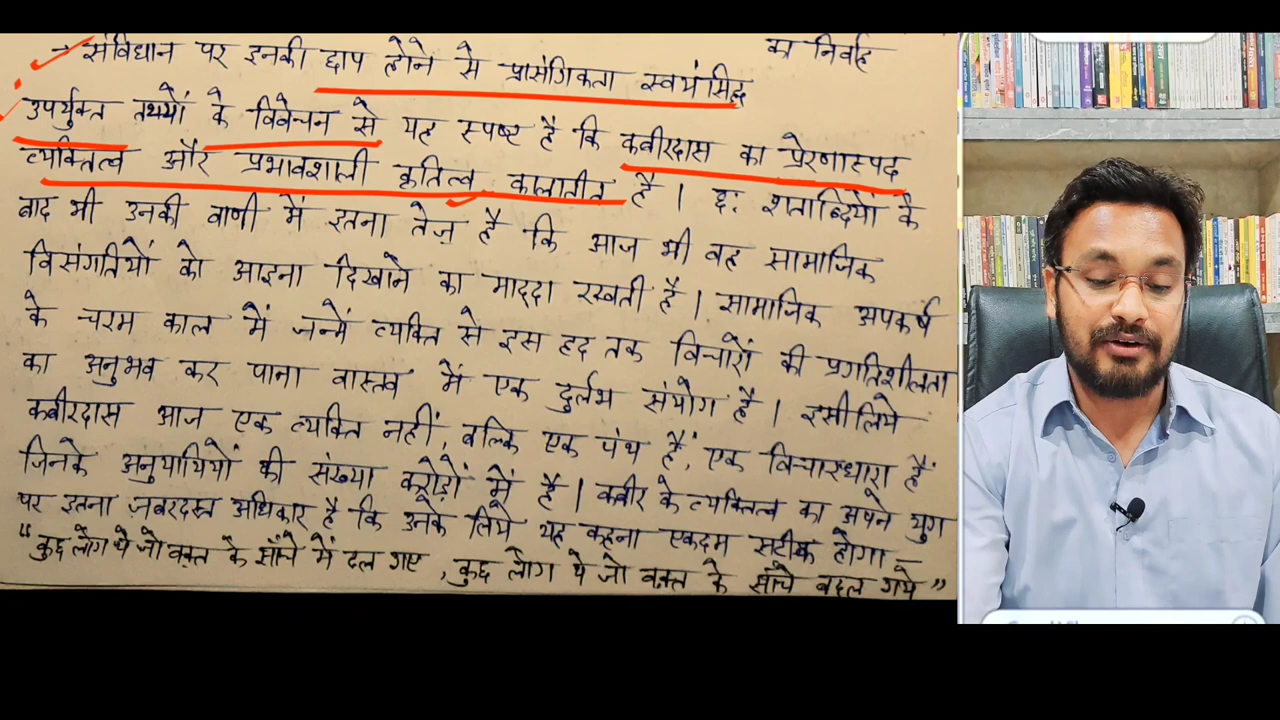 का निर्वाह
→ संविधान पर इनकी छाप होने से प्रासंगिकता स्वयंसिद्ध
उपर्युक्त तथ्यों के विवेचन से यह स्पष्ट है कि कबीरदास का प्रेरणास्पद
व्यक्तित्व और प्रभावशाली कृतित्व कालातीत है। छः शताब्दियों के
बाद भी उनकी वाणी में इतना तेज़ है कि आज भी वह सामाजिक
विसंगतियों को आइना दिखाने का माद्दा रखती है। सामाजिक अपकर्ष
के चरम काल में जन्में व्यक्ति से इस हद तक विचारों की प्रगतिशीलता
का अनुभव कर पाना वास्तव में एक दुर्लभ संयोग है। इसीलिये
कबीरदास आज एक व्यक्ति नहीं, बल्कि एक पंथ हैं, एक विचारधारा हैं
जिनके अनुयायियों की संख्या करोड़ों में है। कबीर के व्यक्तित्व का अपने युग
पर इतना ज़बरदस्त अधिकार है कि उनके लिये यह कहना एकदम सटीक होगा –
“कुछ लोग थे जो वक़्त के साँचे में ढल गए, कुछ लोग थे जो वक़्त के साँचे बदल गये”